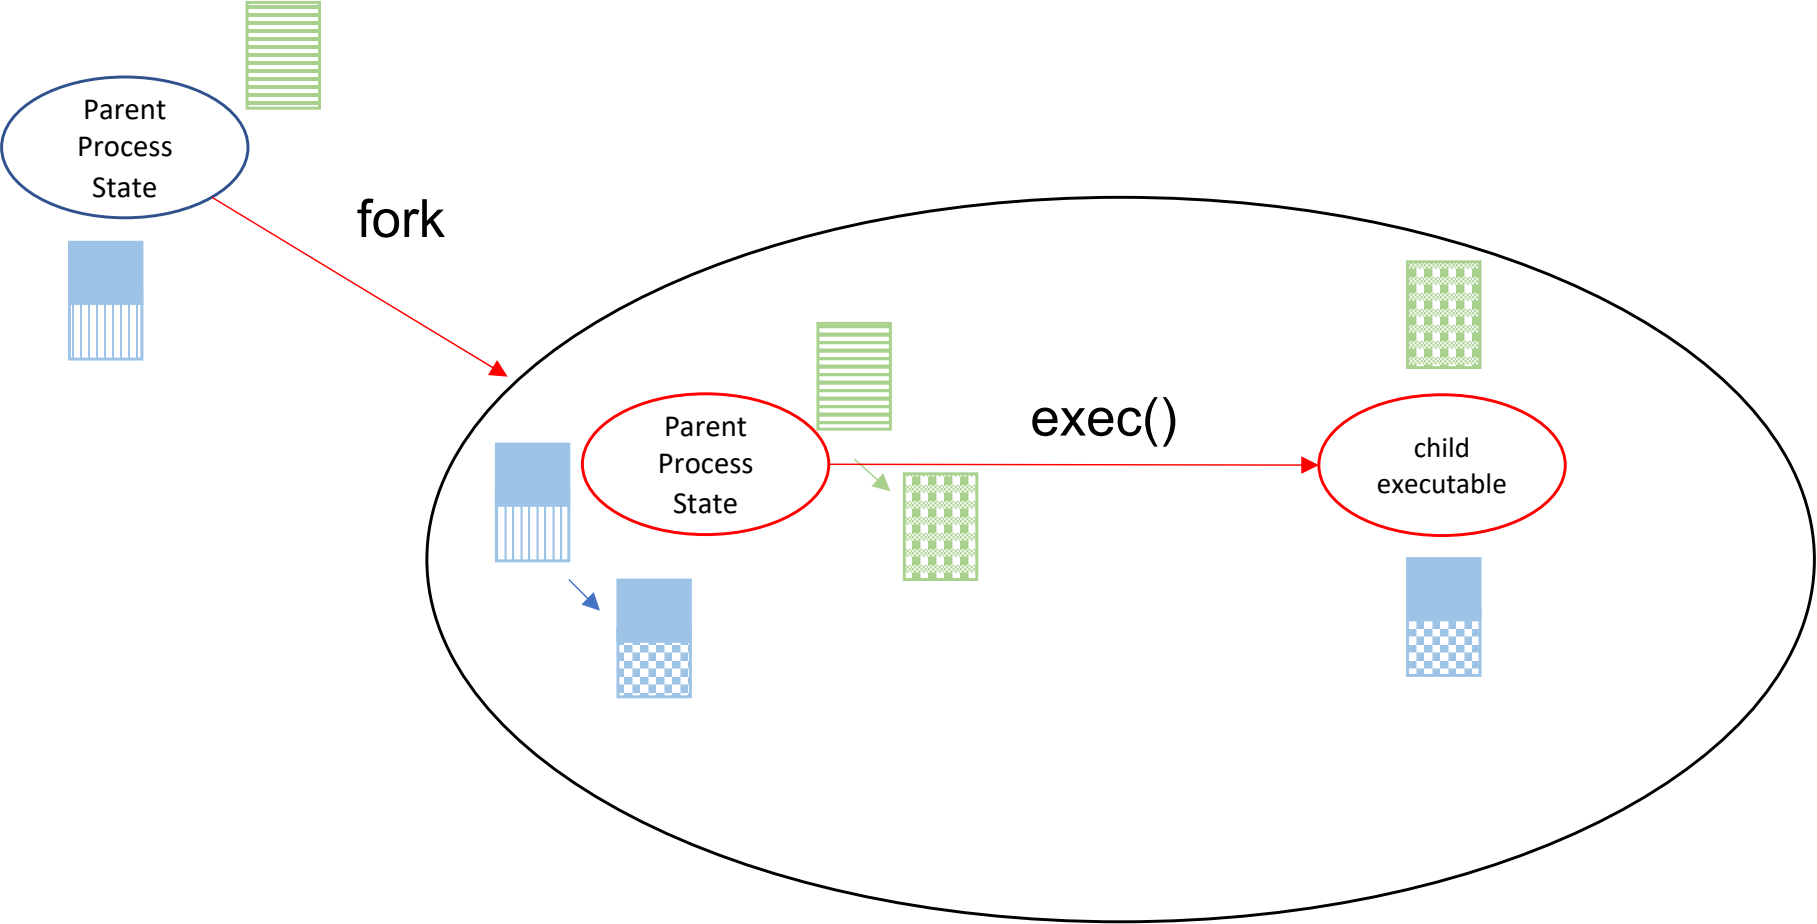 Parent
Process
State
fork
Parent
Process
State
exec()
child
executable